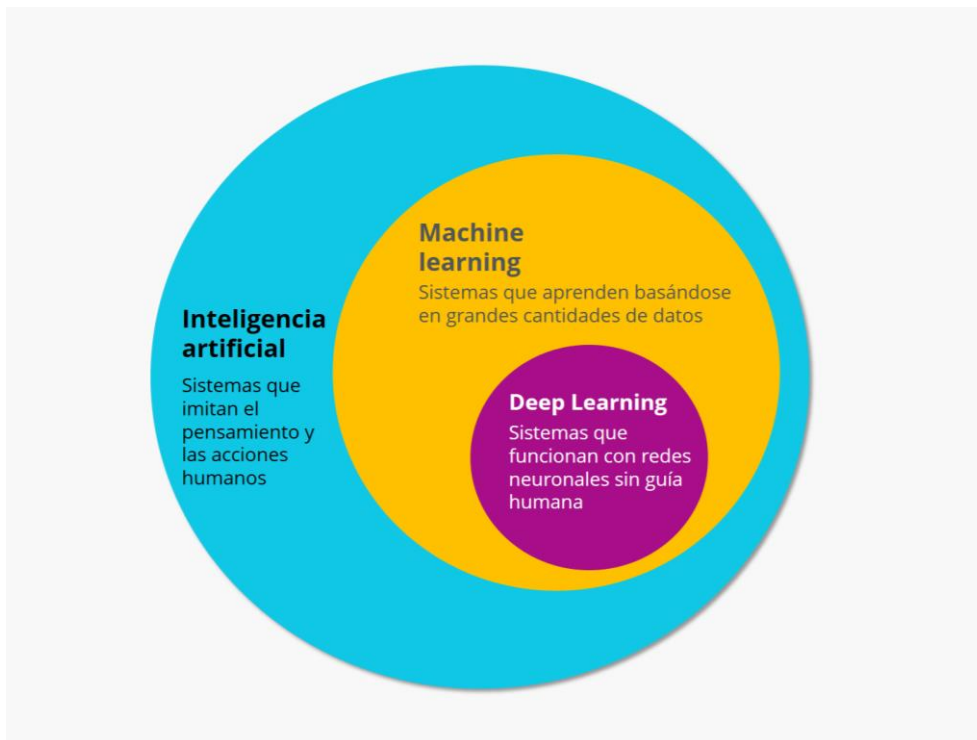 Machine
learning
Sistemas que aprenden basándose
en grandes cantidades de datos
Inteligencia
artificial
Sistemas que
imitan el
pensamiento y
las acciones
humanos
Deep Learning
Sistemas que
funcionan con redes
neuronales sin guía
humana